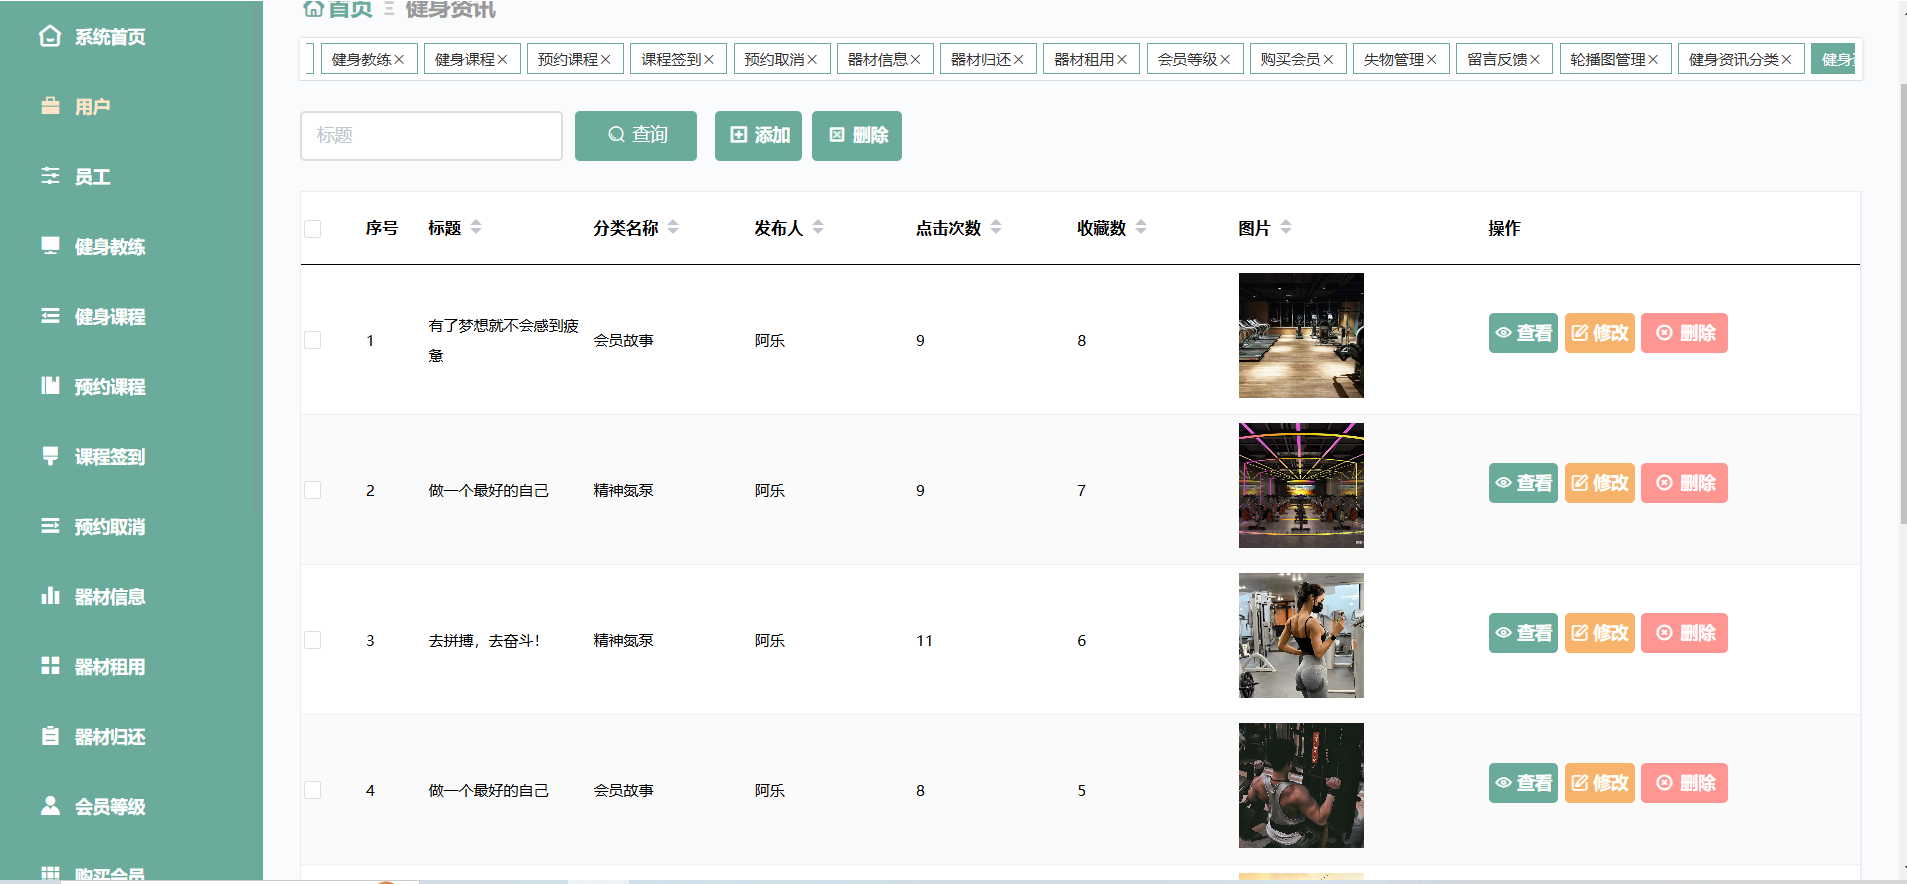 首页 Ξ 健身资讯
系统首页
用户
员工
健身教练
健身课程
预约课程
课程签到
预约取消
器材信息
器材租用
器材归还
会员等级
购买会员
健身教练× 健身课程× 预约课程× 课程签到× 预约取消× 器材信息× 器材归还× 器材租用× 会员等级× 购买会员× 失物管理× 留言反馈× 轮播图管理× 健身资讯分类× 健身
标题 查询 添加 删除
序号 标题 分类名称 发布人 点击次数 收藏数 图片 操作
1 有了梦想就不会感到疲惫 会员故事 阿乐 9 8 查看 修改 删除
2 做一个最好的自己 精神氮泵 阿乐 9 7 查看 修改 删除
3 去拼搏，去奋斗！ 精神氮泵 阿乐 11 6 查看 修改 删除
4 做一个最好的自己 会员故事 阿乐 8 5 查看 修改 删除